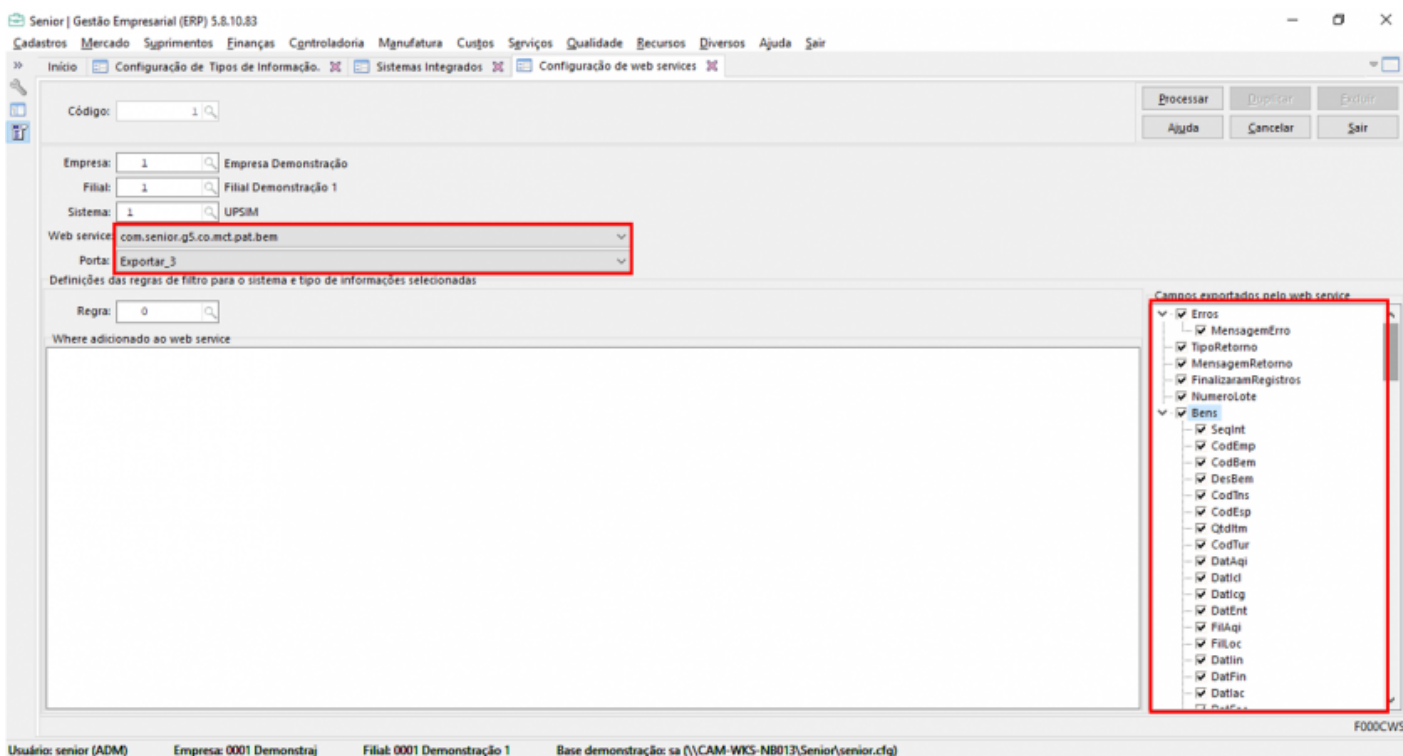 Senior | Gestão Empresarial (ERP) 5.8.10.83
Cadastros Mercado Suprimentos Finanças Controladoria Manufatura Custos Serviços Qualidade Recursos Diversos Ajuda Sair
Início Configuração de Tipos de Informação. Sistemas Integrados Configuração de web services
Código: 1
Processar Duplicar Excluir
Ajuda Cancelar Sair
Empresa: 1 Empresa Demonstração
Filial: 1 Filial Demonstração 1
Sistema: 1 UPSIM
Web service: com.senior.g5.co.mct.pat.bem
Porta: Exportar_3
Definições das regras de filtro para o sistema e tipo de informações selecionadas
Regra: 0
Where adicionado ao web service
Campos exportados pelo web service
Erros
MensagemErro
TipoRetorno
MensagemRetorno
FinalizaramRegistros
NumeroLote
Bens
SeqInt
CodEmp
CodBem
DesBem
CodTns
CodEsp
QtdItm
CodTur
DatAqi
DatIcl
DatIcg
DatEnt
FilAqi
FilLoc
DatIin
DatFin
DatIac
F000CWS
Usuário: senior (ADM) Empresa: 0001 Demonstraj Filial: 0001 Demonstração 1 Base demonstração: sa (\\CAM-WKS-NB013\Senior\senior.cfg)